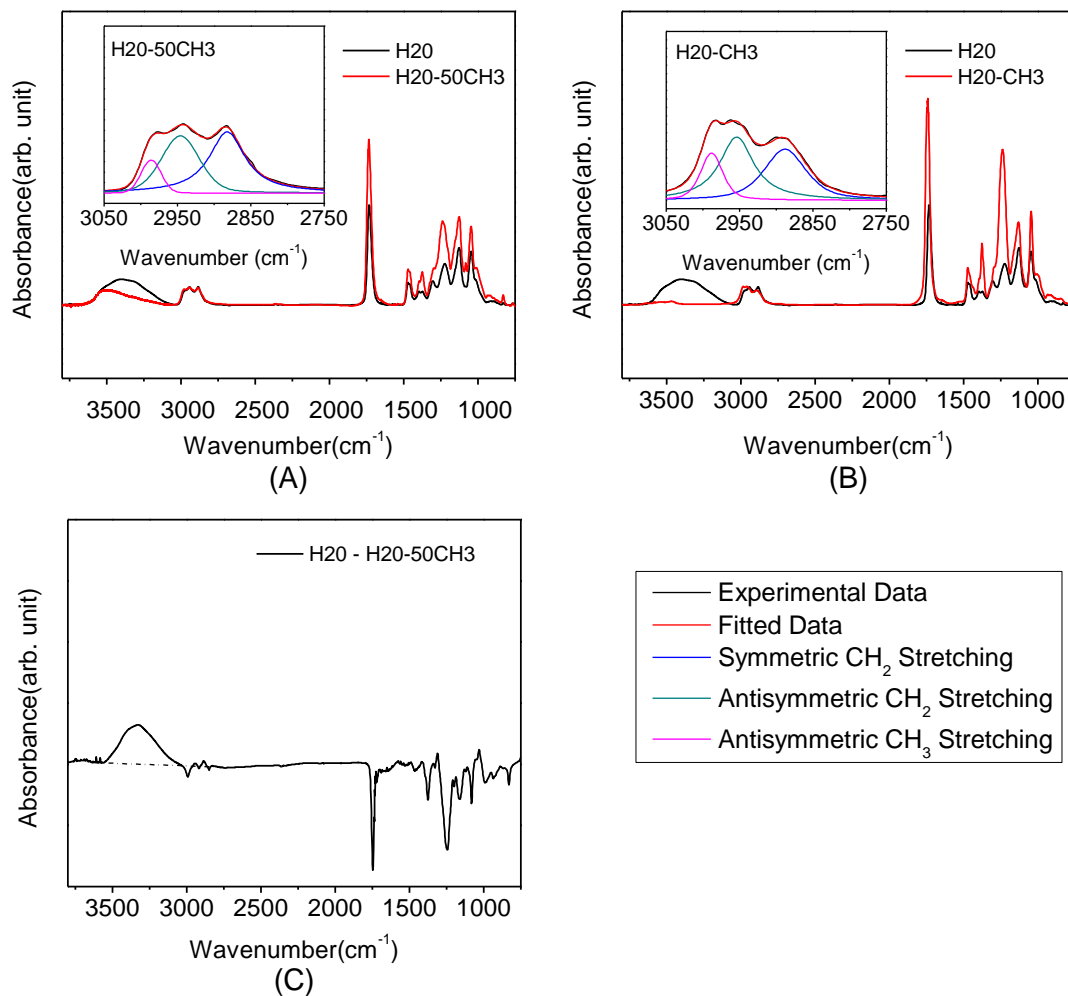 H20-50CH3
H20
H20-50CH3
3050 2950 2850 2750
Wavenumber (cm-1)
Absorbance(arb. unit)
3500 3000 2500 2000 1500 1000
Wavenumber(cm-1)
(A)
H20-CH3
H20
H20-CH3
3050 2950 2850 2750
Wavenumber (cm-1)
Absorbance(arb. unit)
3500 3000 2500 2000 1500 1000
Wavenumber(cm-1)
(B)
H20 - H20-50CH3
Absorbance(arb. unit)
3500 3000 2500 2000 1500 1000
Wavenumber(cm-1)
(C)
Experimental Data
Fitted Data
Symmetric CH2 Stretching
Antisymmetric CH2 Stretching
Antisymmetric CH3 Stretching